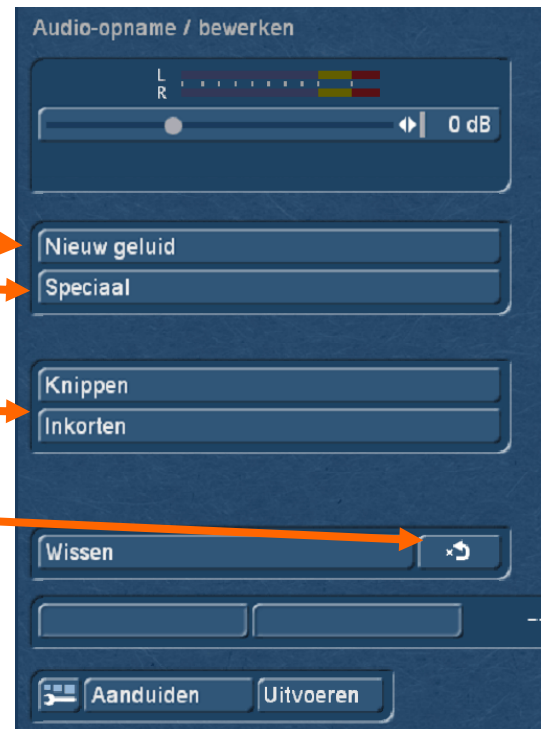 Audio-opname / bewerken
L
R
0 dB
Nieuw geluid
Speciaal
Knippen
Inkorten
Wissen
Aanduiden Uitvoeren